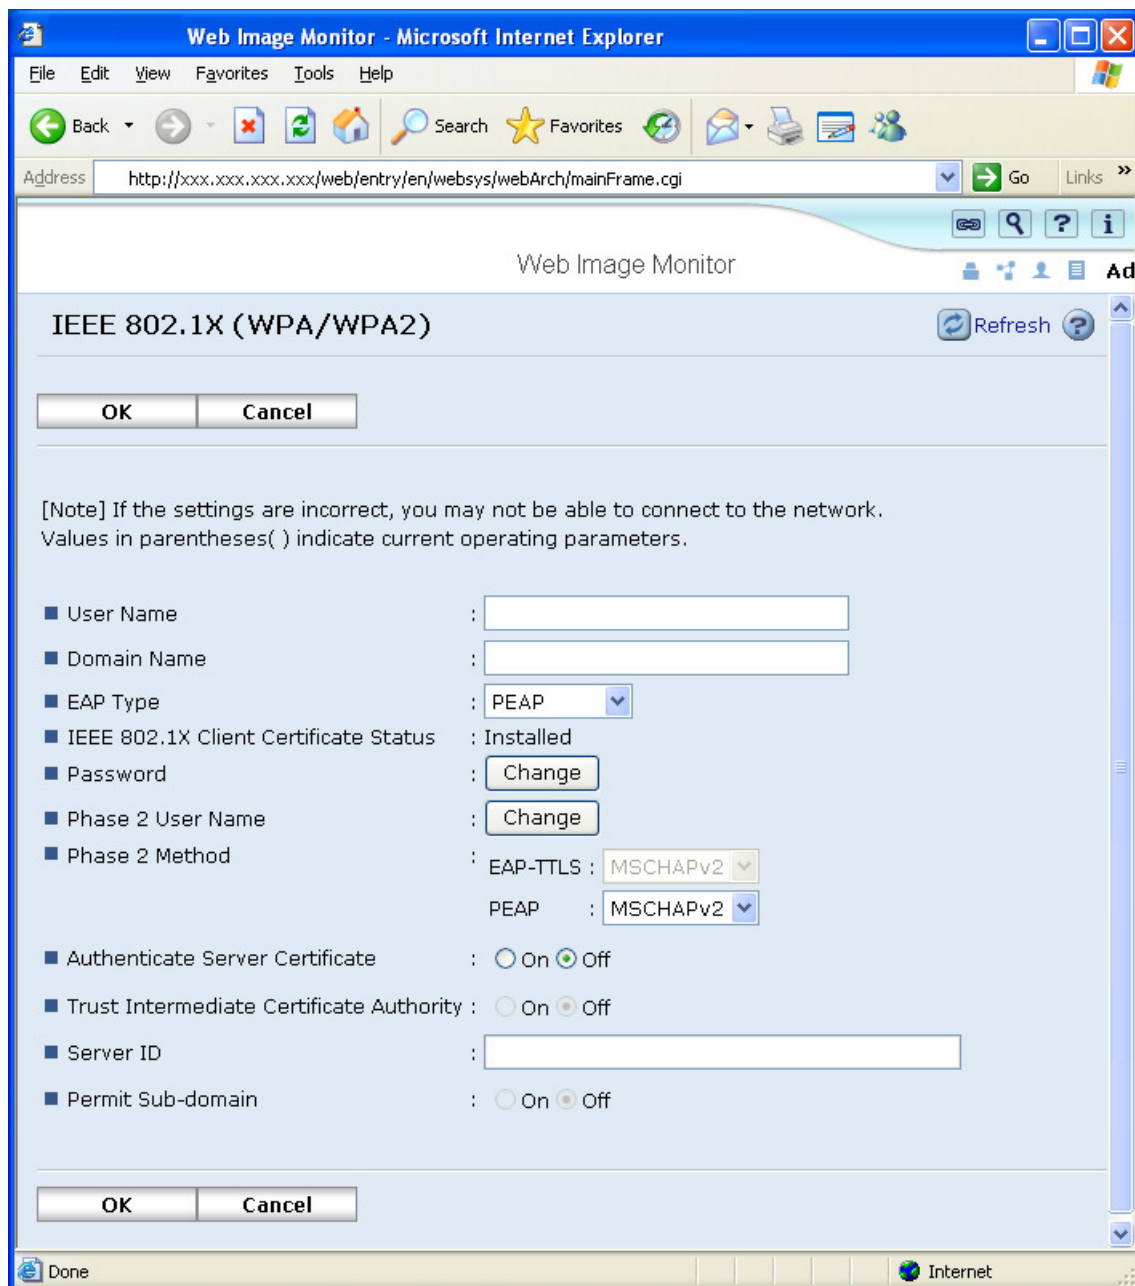 Web Image Monitor - Microsoft Internet Explorer
File Edit View Favorites Tools Help
Back Search Favorites
Address http://xxx.xxx.xxx.xxx/web/entry/en/websys/webArch/mainFrame.cgi Go Links »
? i
Web Image Monitor Ad
IEEE 802.1X (WPA/WPA2) Refresh ?
OK Cancel
[Note] If the settings are incorrect, you may not be able to connect to the network.
Values in parentheses( ) indicate current operating parameters.
User Name :
Domain Name :
EAP Type : PEAP
IEEE 802.1X Client Certificate Status : Installed
Password : Change
Phase 2 User Name : Change
Phase 2 Method : EAP-TTLS : MSCHAPv2
PEAP : MSCHAPv2
Authenticate Server Certificate : On Off
Trust Intermediate Certificate Authority : On Off
Server ID :
Permit Sub-domain : On Off
OK Cancel
Done Internet